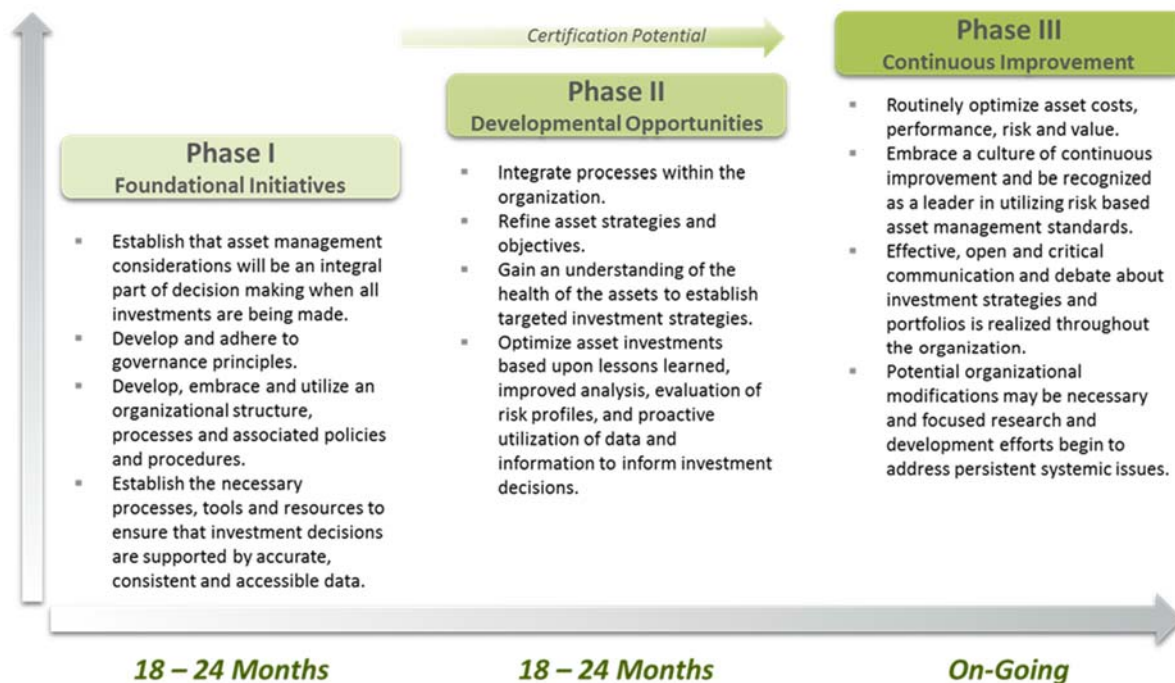 Certification Potential
Phase I
Foundational Initiatives
▪ Establish that asset management
considerations will be an integral
part of decision making when all
investments are being made.
▪ Develop and adhere to
governance principles.
▪ Develop, embrace and utilize an
organizational structure,
processes and associated policies
and procedures.
▪ Establish the necessary
processes, tools and resources to
ensure that investment decisions
are supported by accurate,
consistent and accessible data.
Phase II
Developmental Opportunities
▪ Integrate processes within the
organization.
▪ Refine asset strategies and
objectives.
▪ Gain an understanding of the
health of the assets to establish
targeted investment strategies.
▪ Optimize asset investments
based upon lessons learned,
improved analysis, evaluation of
risk profiles, and proactive
utilization of data and
information to inform investment
decisions.
Phase III
Continuous Improvement
▪ Routinely optimize asset costs,
performance, risk and value.
▪ Embrace a culture of continuous
improvement and be recognized
as a leader in utilizing risk based
asset management standards.
▪ Effective, open and critical
communication and debate about
investment strategies and
portfolios is realized throughout
the organization.
▪ Potential organizational
modifications may be necessary
and focused research and
development efforts begin to
address persistent systemic issues.
18 – 24 Months
18 – 24 Months
On-Going